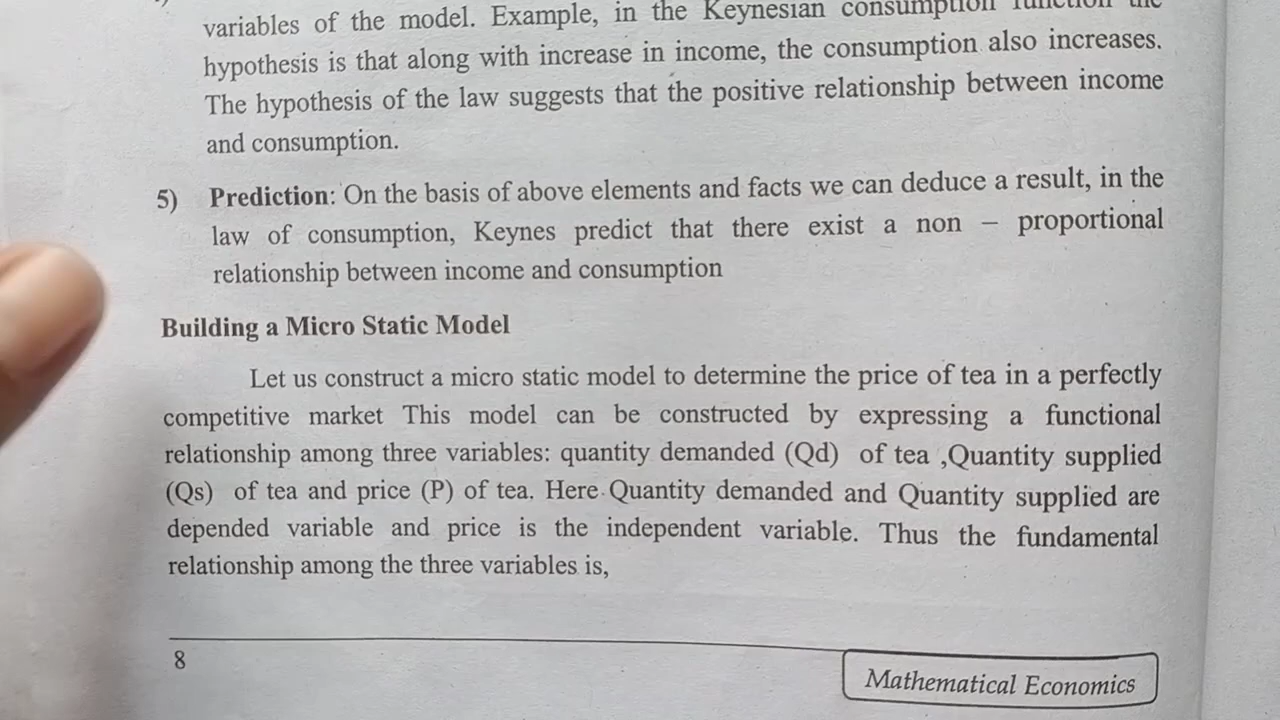 variables of the model. Example, in the Keynesian consumption function the
hypothesis is that along with increase in income, the consumption also increases.
The hypothesis of the law suggests that the positive relationship between income
and consumption.
5) Prediction: On the basis of above elements and facts we can deduce a result, in the
law of consumption, Keynes predict that there exist a non – proportional
relationship between income and consumption
Building a Micro Static Model
Let us construct a micro static model to determine the price of tea in a perfectly
competitive market This model can be constructed by expressing a functional
relationship among three variables: quantity demanded (Qd) of tea ,Quantity supplied
(Qs) of tea and price (P) of tea. Here Quantity demanded and Quantity supplied are
depended variable and price is the independent variable. Thus the fundamental
relationship among the three variables is,
8
Mathematical Economics